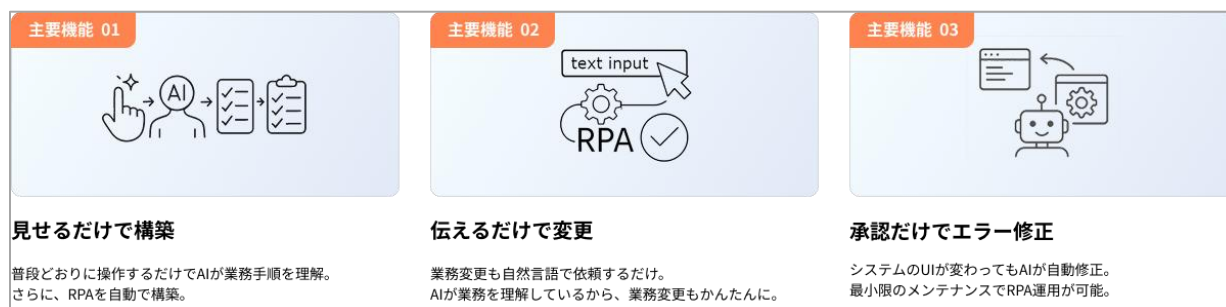 主要機能 01
AI
見せるだけで構築
普段どおりに操作するだけでAIが業務手順を理解。
さらに、RPAを自動で構築。
主要機能 02
text input
RPA
伝えるだけで変更
業務変更も自然言語で依頼するだけ。
AIが業務を理解しているから、業務変更もかんたんに。
主要機能 03
承認だけでエラー修正
システムのUIが変わってもAIが自動修正。
最小限のメンテナンスでRPA運用が可能。